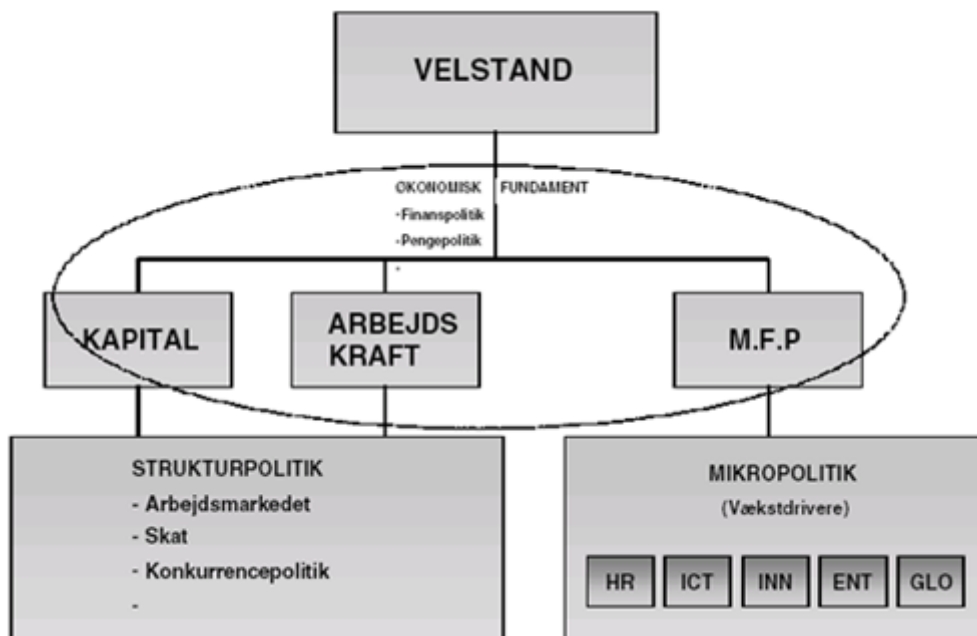 VELSTAND
ØKONOMISK FUNDAMENT
-Finanspolitik
-Pengepolitik
-
KAPITAL
ARBEJDS
KRAFT
M.F.P
STRUKTURPOLITIK
- Arbejdsmarkedet
- Skat
- Konkurrencepolitik
-
MIKROPOLITIK
(Vækstdrivere)
HR ICT INN ENT GLO